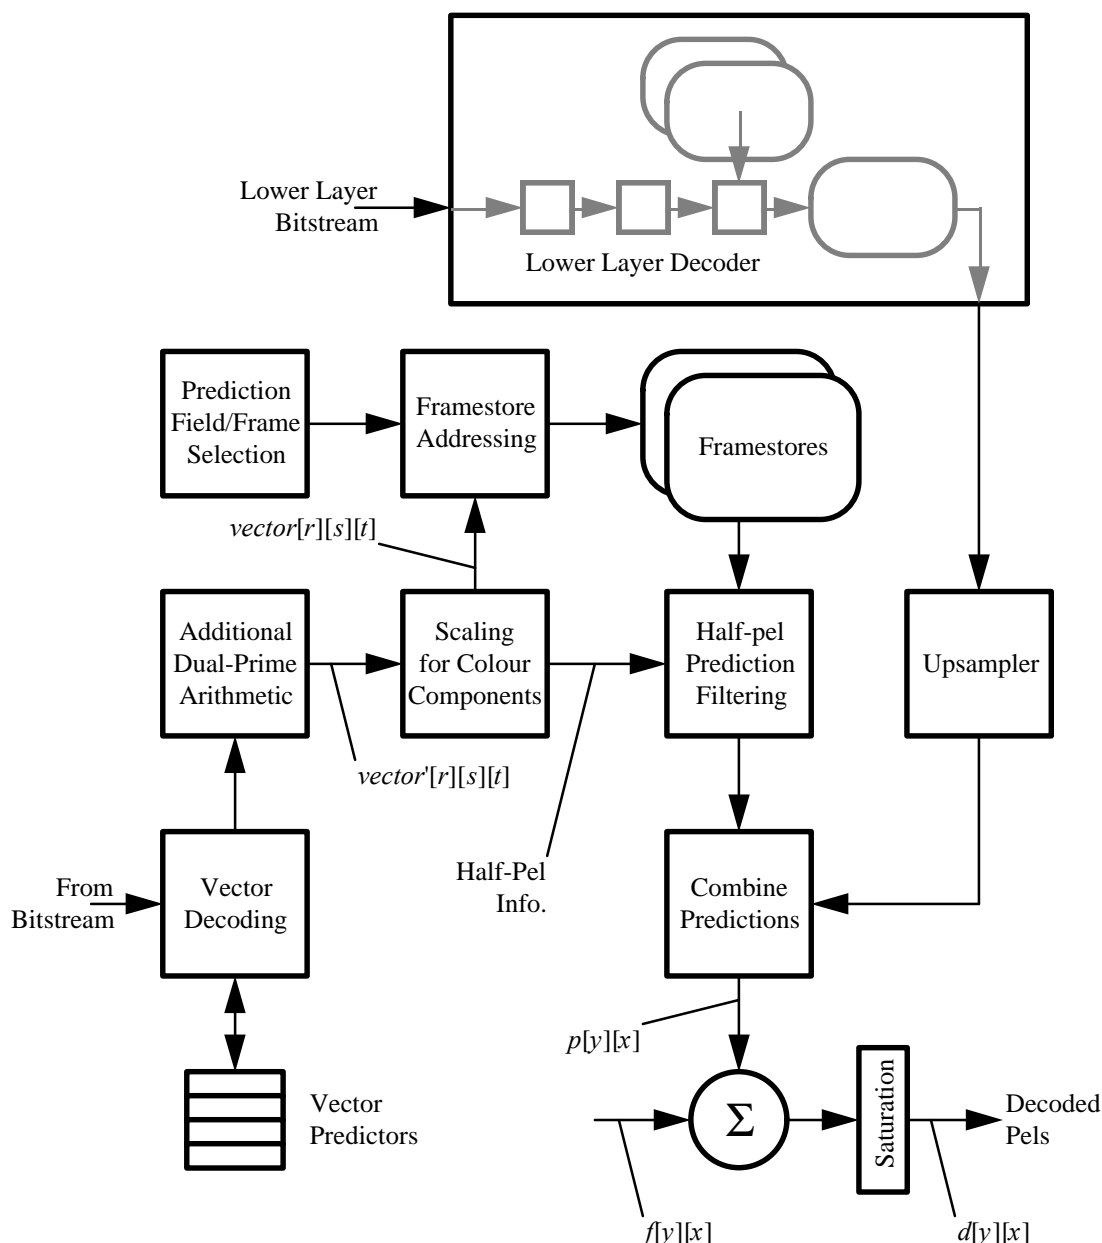 Lower Layer
Bitstream
Lower Layer Decoder
Prediction
Field/Frame
Selection
Framestore
Addressing
Framestores
vector[r][s][t]
Additional
Dual-Prime
Arithmetic
Scaling
for Colour
Components
Half-pel
Prediction
Filtering
Upsampler
vector'[r][s][t]
From
Bitstream
Vector
Decoding
Half-Pel
Info.
Combine
Predictions
p[y][x]
Vector
Predictors
Σ
Saturation
Decoded
Pels
f[y][x]
d[y][x]